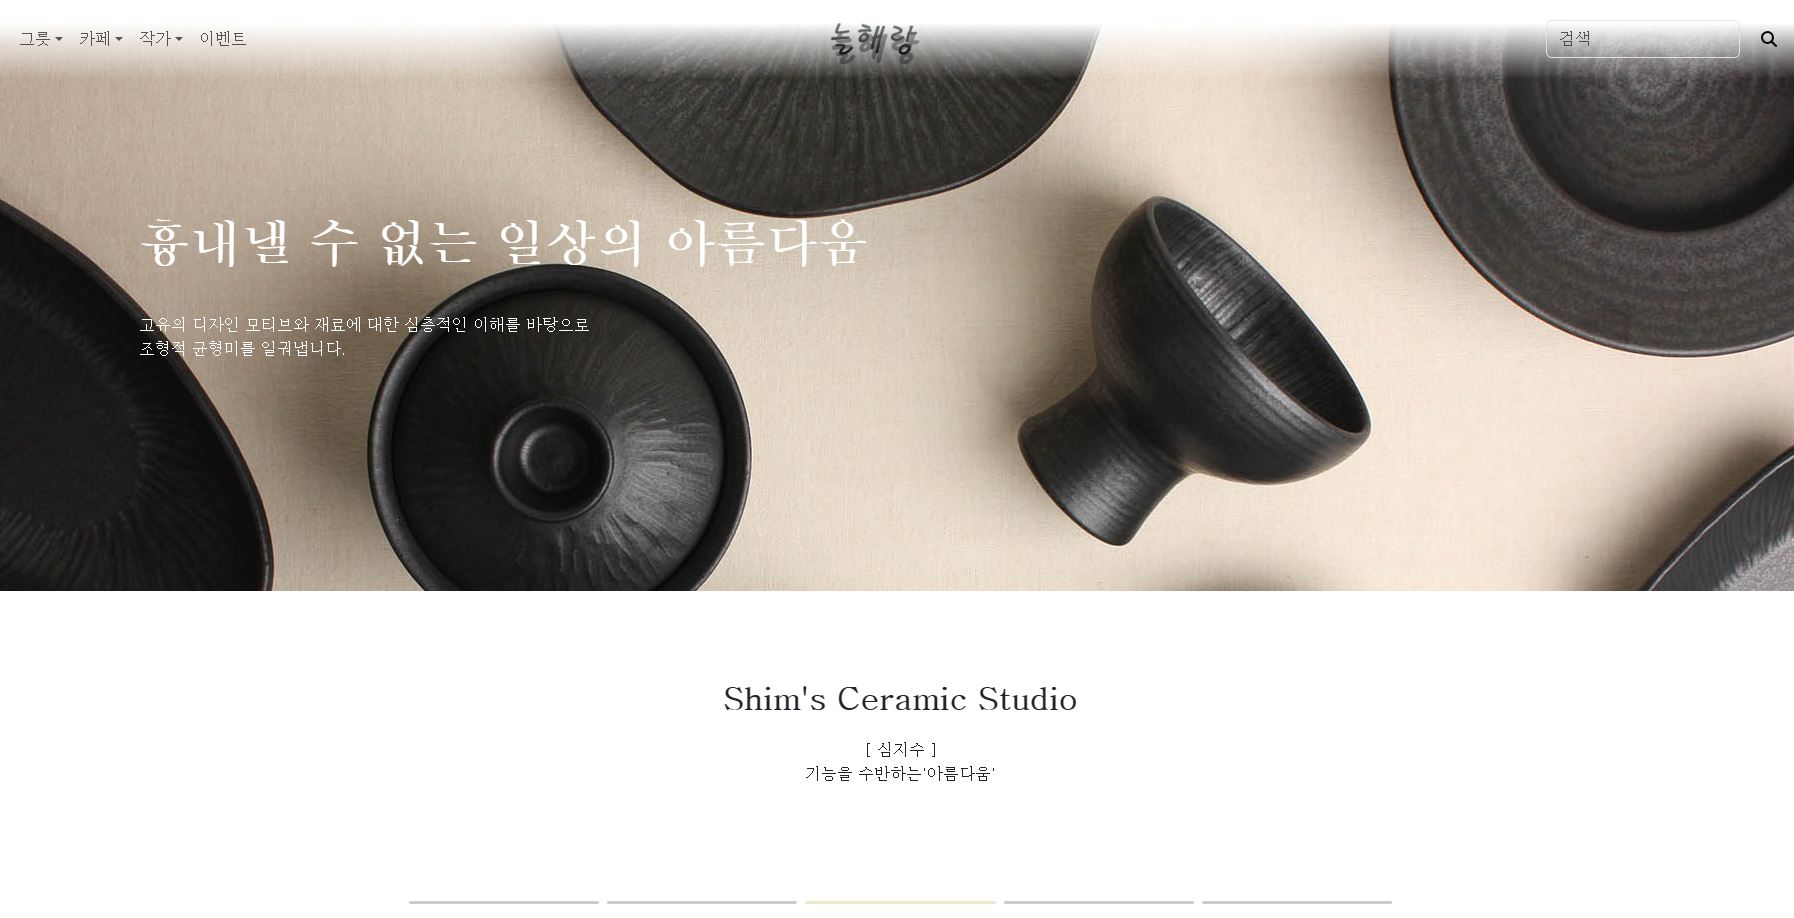 그릇
카페
작가
이벤트
늘해랑
검색
흉내낼 수 없는 일상의 아름다움
고유의 디자인 모티브와 재료에 대한 심층적인 이해를 바탕으로
조형적 균형미를 일궈냅니다.
Shim's Ceramic Studio
[ 심지수 ]
기능을 수반하는'아름다움'